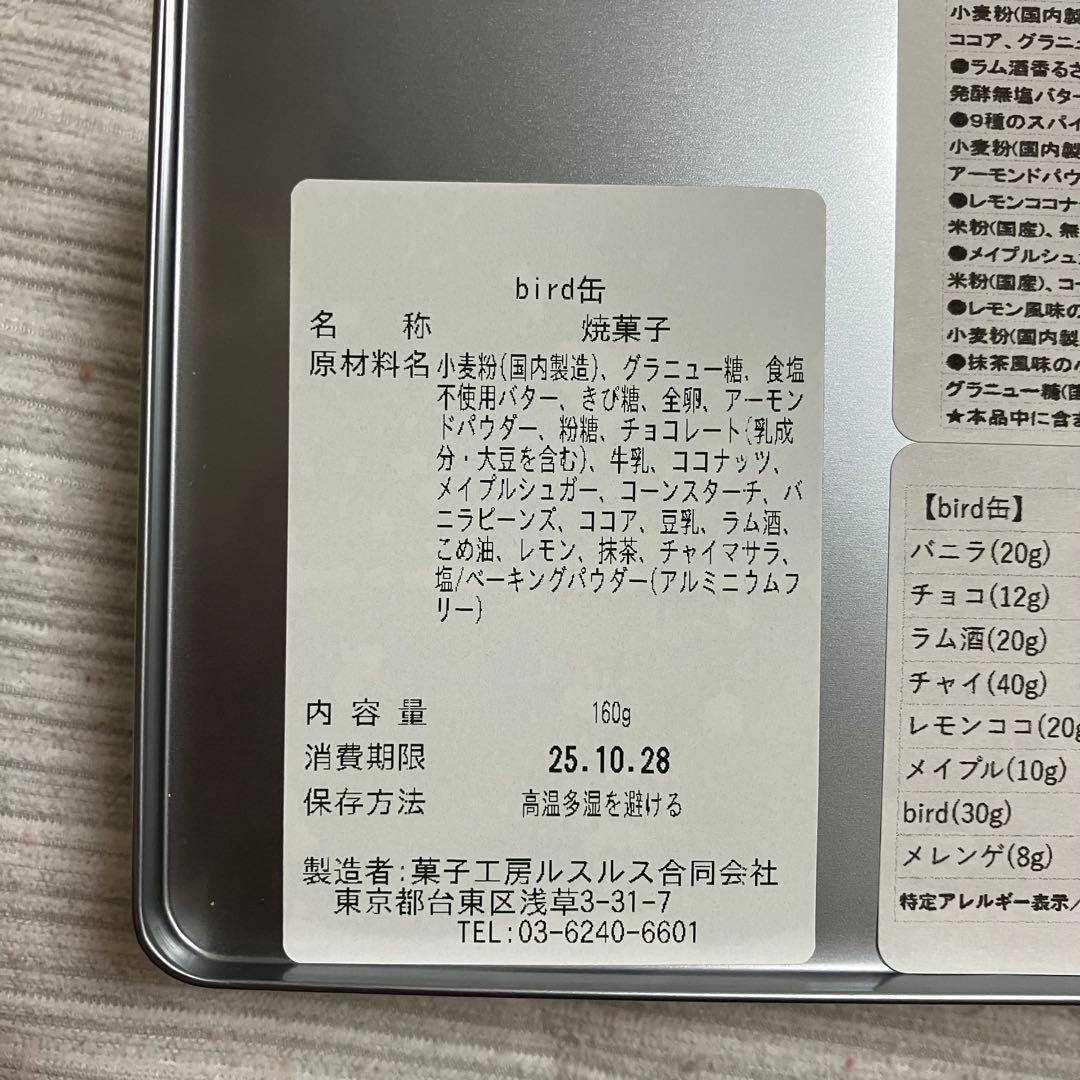 bird缶
名　　称　　焼菓子
原材料名 小麦粉(国内製造)、グラニュー糖、食塩
不使用バター、きび糖、全卵、アーモン
ドパウダー、粉糖、チョコレート(乳成
分・大豆を含む)、牛乳、ココナッツ、
メイプルシュガー、コーンスターチ、バ
ニラビーンズ、ココア、豆乳、ラム酒、
こめ油、レモン、抹茶、チャイマサラ、
塩/ベーキングパウダー(アルミニウムフ
リー)
内 容 量　　160g
消費期限　　25.10.28
保存方法　　高温多湿を避ける
製造者:菓子工房ルスルス合同会社
東京都台東区浅草3-31-7
TEL:03-6240-6601
小麦粉(国内製
ココア、グラニュ
●ラム酒香るさ
発酵無塩バター
●9種のスパイ
小麦粉(国内製
アーモンドパウ
●レモンココナ
米粉(国産)、無
●メイプルシュガ
米粉(国産)、コー
●レモン風味の
小麦粉(国内製
●抹茶風味の
グラニュー糖(国
★本品中に含ま
【bird缶】
バニラ(20g)
チョコ(12g)
ラム酒(20g)
チャイ(40g)
レモンココ(20g
メイプル(10g)
bird(30g)
メレンゲ(8g)
特定アレルギー表示/